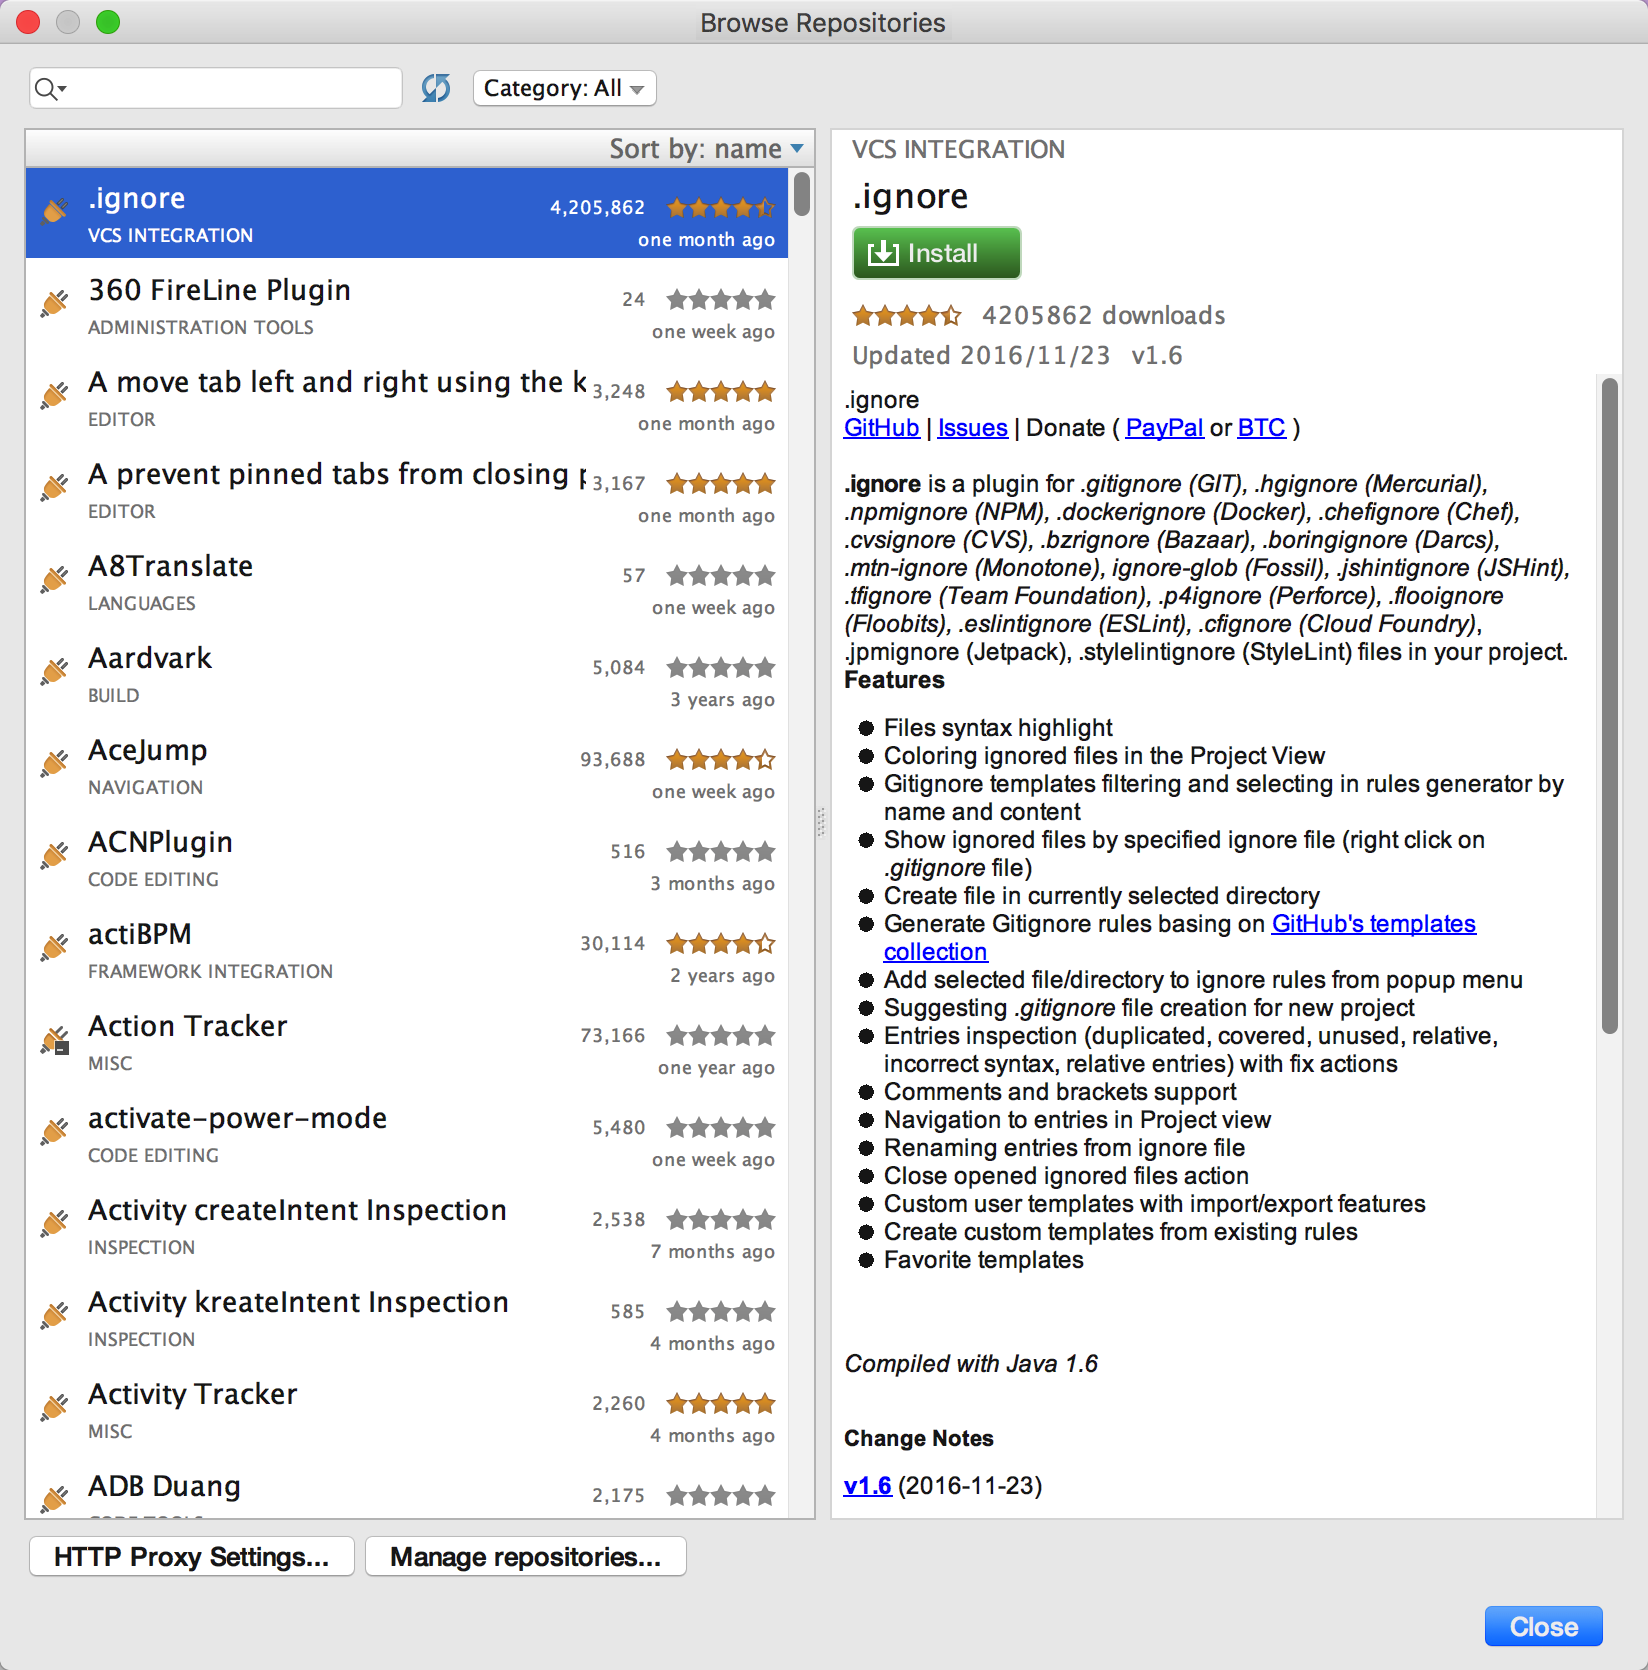 Browse Repositories
Category: All
Sort by: name
.ignore
4,205,862
VCS INTEGRATION
one month ago
360 FireLine Plugin
24
ADMINISTRATION TOOLS
one week ago
A move tab left and right using the k
3,248
EDITOR
one month ago
A prevent pinned tabs from closing
3,167
EDITOR
one month ago
A8Translate
57
LANGUAGES
one week ago
Aardvark
5,084
BUILD
3 years ago
AceJump
93,688
NAVIGATION
one week ago
ACNPlugin
516
CODE EDITING
3 months ago
actiBPM
30,114
FRAMEWORK INTEGRATION
2 years ago
Action Tracker
73,166
MISC
one year ago
activate-power-mode
5,480
CODE EDITING
one week ago
Activity createIntent Inspection
2,538
INSPECTION
7 months ago
Activity kreateIntent Inspection
585
INSPECTION
4 months ago
Activity Tracker
2,260
MISC
4 months ago
ADB Duang
2,175
VCS INTEGRATION
.ignore
Install
4205862 downloads
Updated 2016/11/23 v1.6
.ignore
GitHub | Issues | Donate ( PayPal or BTC )
.ignore is a plugin for .gitignore (GIT), .hgignore (Mercurial),
.npmignore (NPM), .dockerignore (Docker), .chefignore (Chef),
.cvsignore (CVS), .bzrignore (Bazaar), .boringignore (Darcs),
.mtn-ignore (Monotone), ignore-glob (Fossil), .jshintignore (JSHint),
.tfignore (Team Foundation), .p4ignore (Perforce), .flooignore
(Floobits), .eslintignore (ESLint), .cfignore (Cloud Foundry),
.jpmignore (Jetpack), .stylelintignore (StyleLint) files in your project.
Features
● Files syntax highlight
● Coloring ignored files in the Project View
● Gitignore templates filtering and selecting in rules generator by
name and content
● Show ignored files by specified ignore file (right click on
.gitignore file)
● Create file in currently selected directory
● Generate Gitignore rules basing on GitHub's templates
collection
● Add selected file/directory to ignore rules from popup menu
● Suggesting .gitignore file creation for new project
● Entries inspection (duplicated, covered, unused, relative,
incorrect syntax, relative entries) with fix actions
● Comments and brackets support
● Navigation to entries in Project view
● Renaming entries from ignore file
● Close opened ignored files action
● Custom user templates with import/export features
● Create custom templates from existing rules
● Favorite templates
Compiled with Java 1.6
Change Notes
v1.6 (2016-11-23)
HTTP Proxy Settings...
Manage repositories...
Close